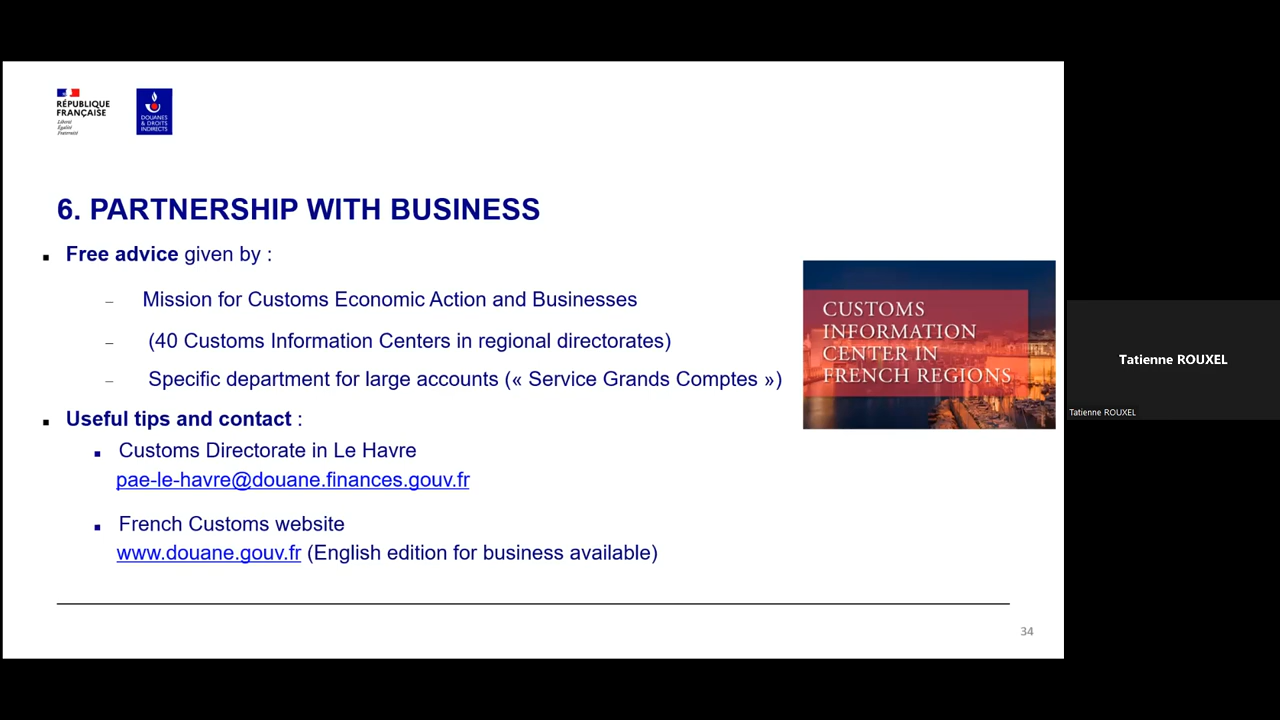 RÉPUBLIQUE
FRANÇAISE
Liberté
Égalité
Fraternité
DOUANES
& DROITS
INDIRECTS
6. PARTNERSHIP WITH BUSINESS
▪ Free advice given by :
– Mission for Customs Economic Action and Businesses
– (40 Customs Information Centers in regional directorates)
– Specific department for large accounts (« Service Grands Comptes »)
▪ Useful tips and contact :
▪ Customs Directorate in Le Havre
pae-le-havre@douane.finances.gouv.fr
▪ French Customs website
www.douane.gouv.fr (English edition for business available)
CUSTOMS
INFORMATION
CENTER IN
FRENCH REGIONS
34
Tatienne ROUXEL
Tatienne ROUXEL